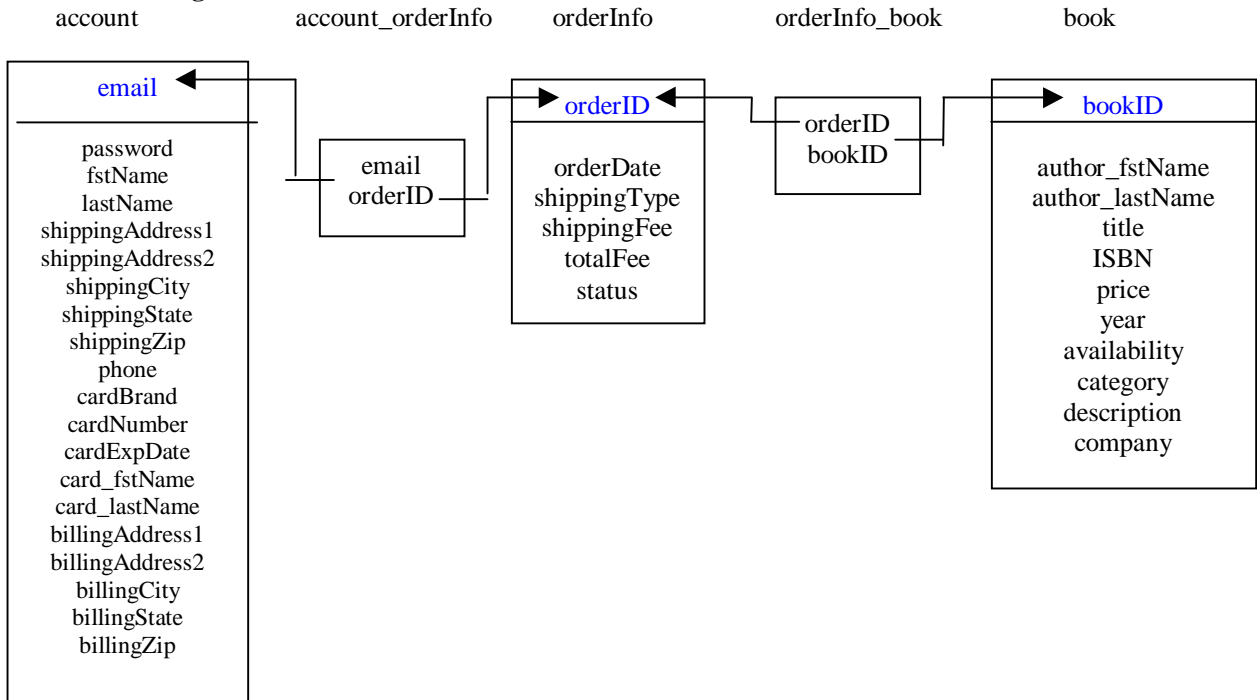 account account_orderInfo orderInfo orderInfo_book book
email
password
fstName
lastName
shippingAddress1
shippingAddress2
shippingCity
shippingState
shippingZip
phone
cardBrand
cardNumber
cardExpDate
card_fstName
card_lastName
billingAddress1
billingAddress2
billingCity
billingState
billingZip
email
orderID
orderID
orderDate
shippingType
shippingFee
totalFee
status
orderID
bookID
bookID
author_fstName
author_lastName
title
ISBN
price
year
availability
category
description
company